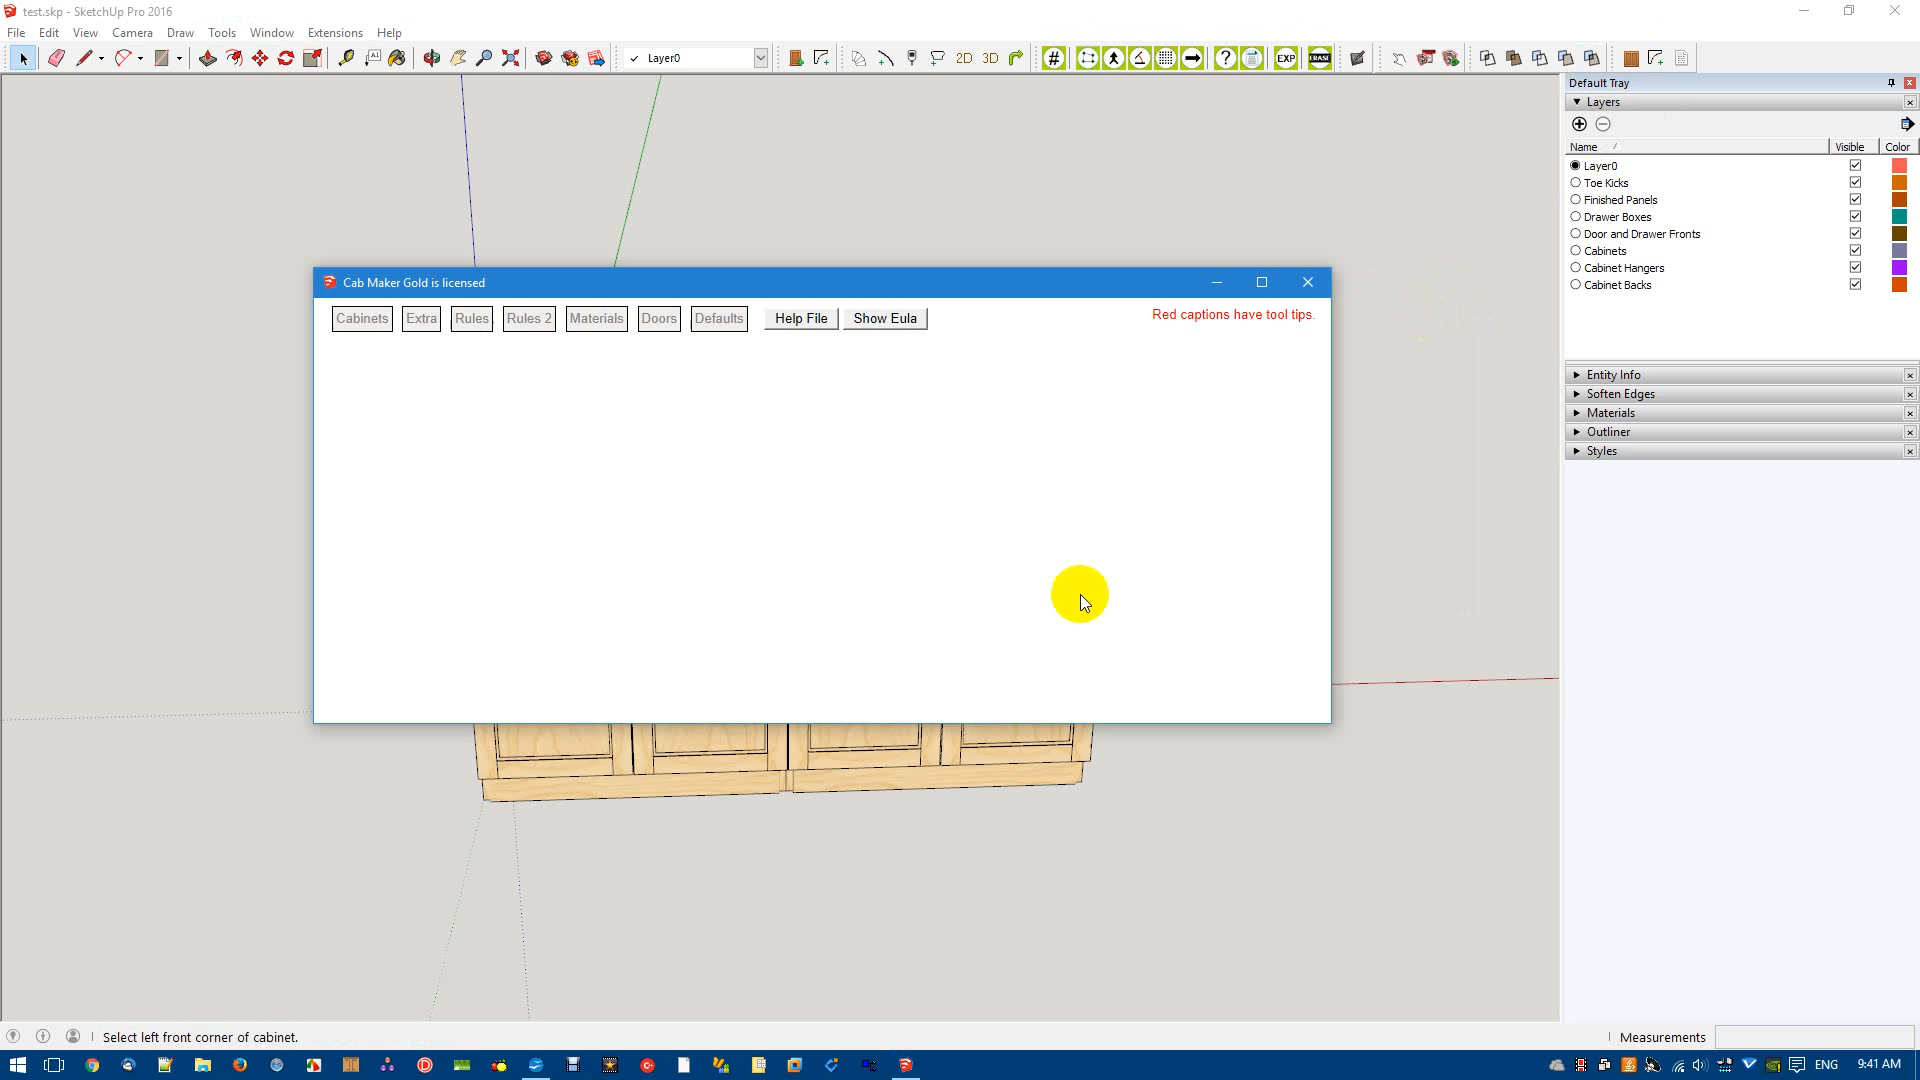 test.skp - SketchUp Pro 2016
File Edit View Camera Draw Tools Window Extensions Help
Layer0 2D 3D # ? EXP ERASE
Default Tray
Layers
Name Visible Color
Layer0
Toe Kicks
Finished Panels
Drawer Boxes
Door and Drawer Fronts
Cabinets
Cabinet Hangers
Cabinet Backs
Entity Info
Soften Edges
Materials
Outliner
Styles
Cab Maker Gold is licensed
Cabinets Extra Rules Rules 2 Materials Doors Defaults Help File Show Eula Red captions have tool tips.
Select left front corner of cabinet. Measurements
ENG 9:41 AM